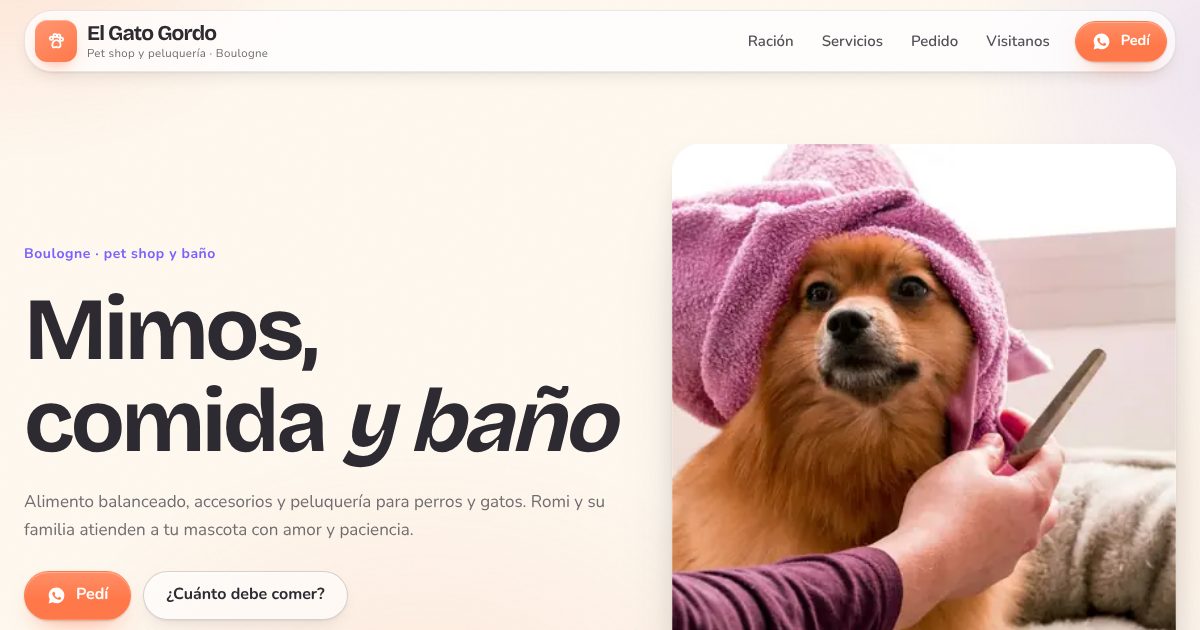 El Gato Gordo
Pet shop y peluquería · Boulogne
Ración
Servicios
Pedido
Visitanos
Pedí
Boulogne · pet shop y baño
Mimos,
comida y baño
Alimento balanceado, accesorios y peluquería para perros y gatos. Romi y su
familia atienden a tu mascota con amor y paciencia.
Pedí
¿Cuánto debe comer?